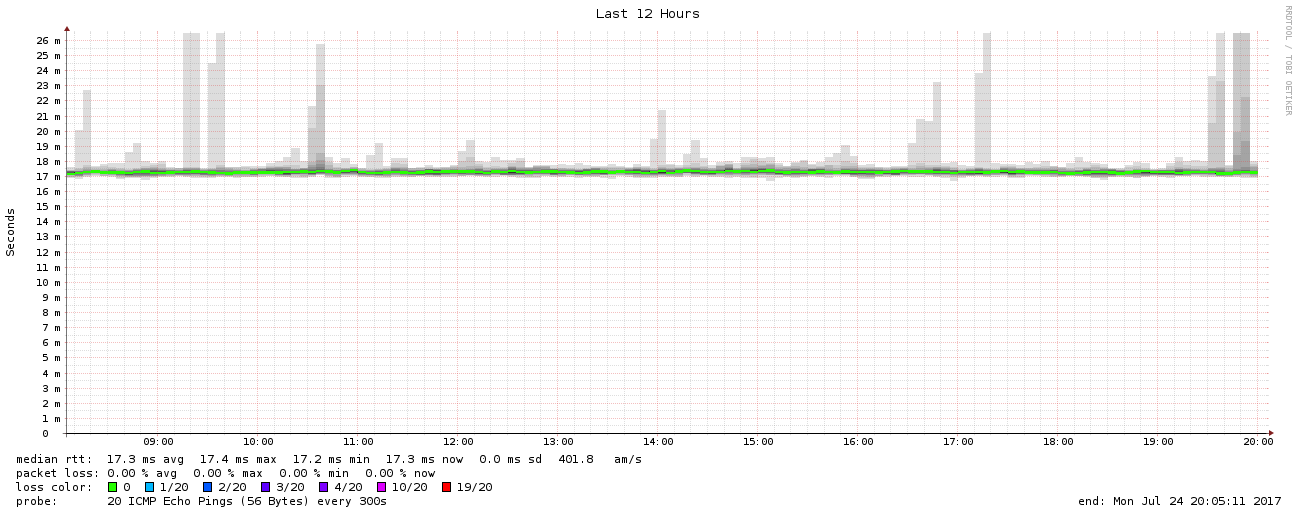 Last 12 Hours
RRDTOOL / TOBI OETIKER
Seconds
26 m
25 m
24 m
23 m
22 m
21 m
20 m
19 m
18 m
17 m
16 m
15 m
14 m
13 m
12 m
11 m
10 m
9 m
8 m
7 m
6 m
5 m
4 m
3 m
2 m
1 m
0
09:00 10:00 11:00 12:00 13:00 14:00 15:00 16:00 17:00 18:00 19:00 20:00
median rtt: 17.3 ms avg 17.4 ms max 17.2 ms min 17.3 ms now 0.0 ms sd 401.8 am/s
packet loss: 0.00 % avg 0.00 % max 0.00 % min 0.00 % now
loss color: 0 1/20 2/20 3/20 4/20 10/20 19/20
probe: 20 ICMP Echo Pings (56 Bytes) every 300s end: Mon Jul 24 20:05:11 2017